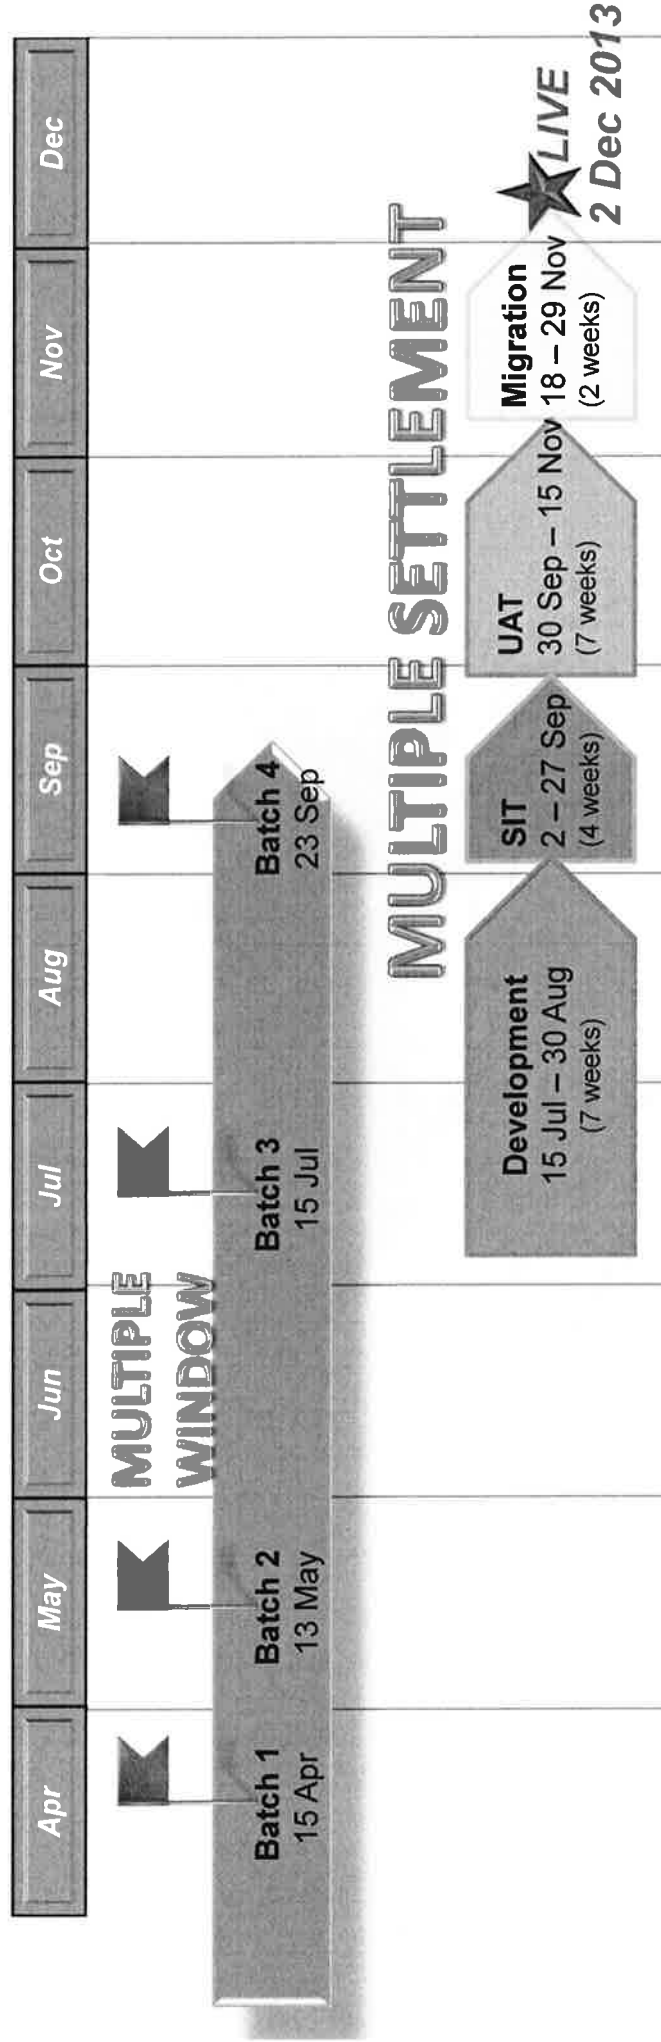 Apr
May
Jun
Jul
Aug
Sep
Oct
Nov
Dec
MULTIPLE
WINDOW
Batch 1
15 Apr
Batch 2
13 May
Batch 3
15 Jul
Batch 4
23 Sep
MULTIPLE SETTLEMENT
Development
15 Jul – 30 Aug
(7 weeks)
SIT
2 – 27 Sep
(4 weeks)
UAT
30 Sep – 15 Nov
(7 weeks)
Migration
18 – 29 Nov
(2 weeks)
LIVE
2 Dec 2013